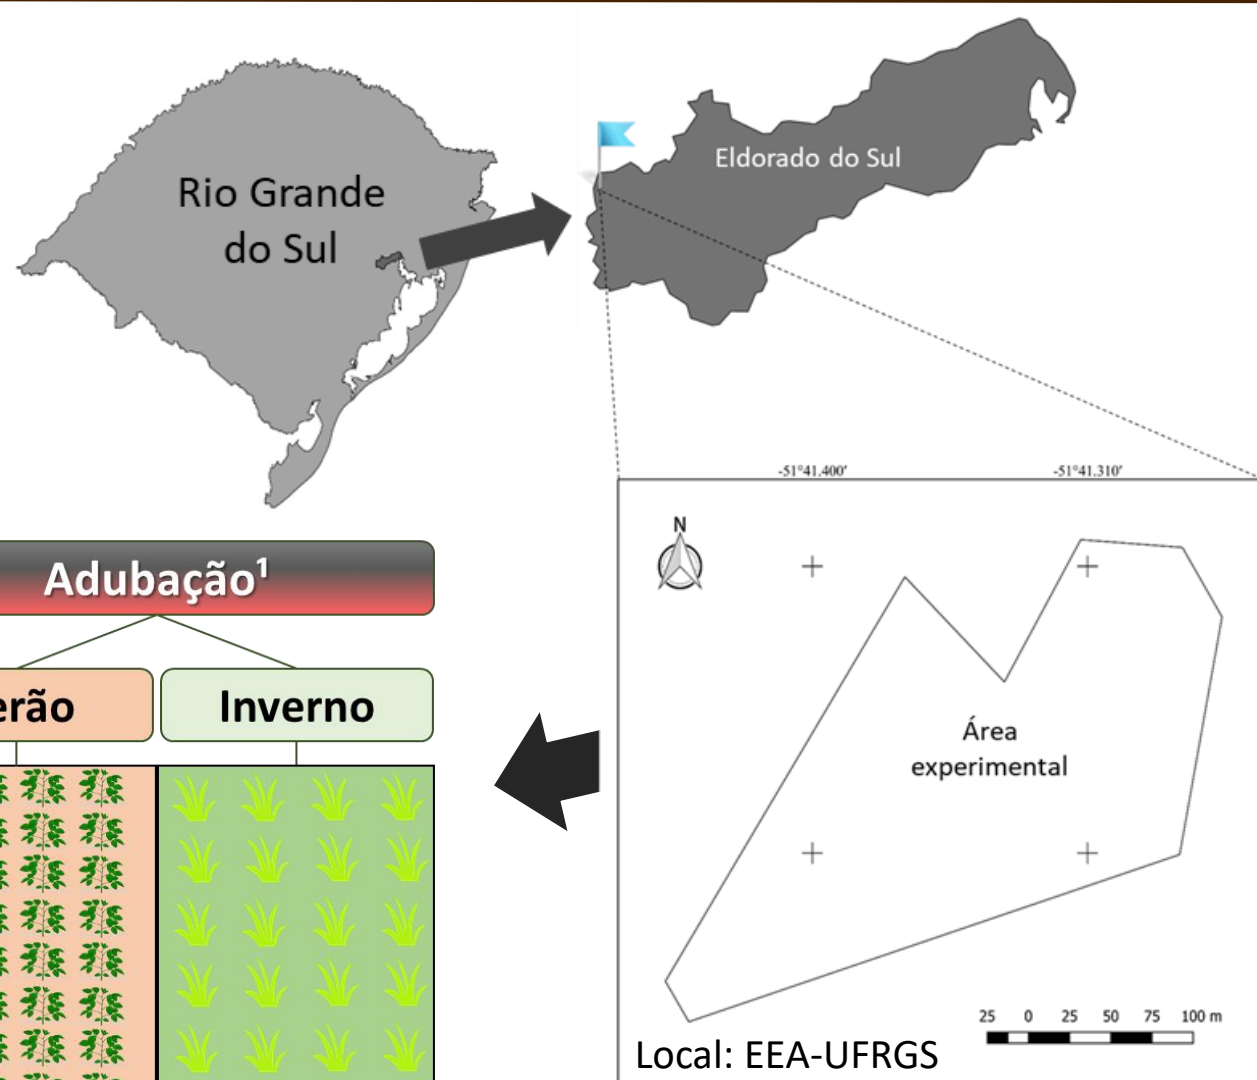 Rio Grande
do Sul
Eldorado do Sul
-51°41.400'
-51°41.310'
N
Adubação¹
erão
Inverno
Área
experimental
25 0 25 50 75 100 m
Local: EEA-UFRGS